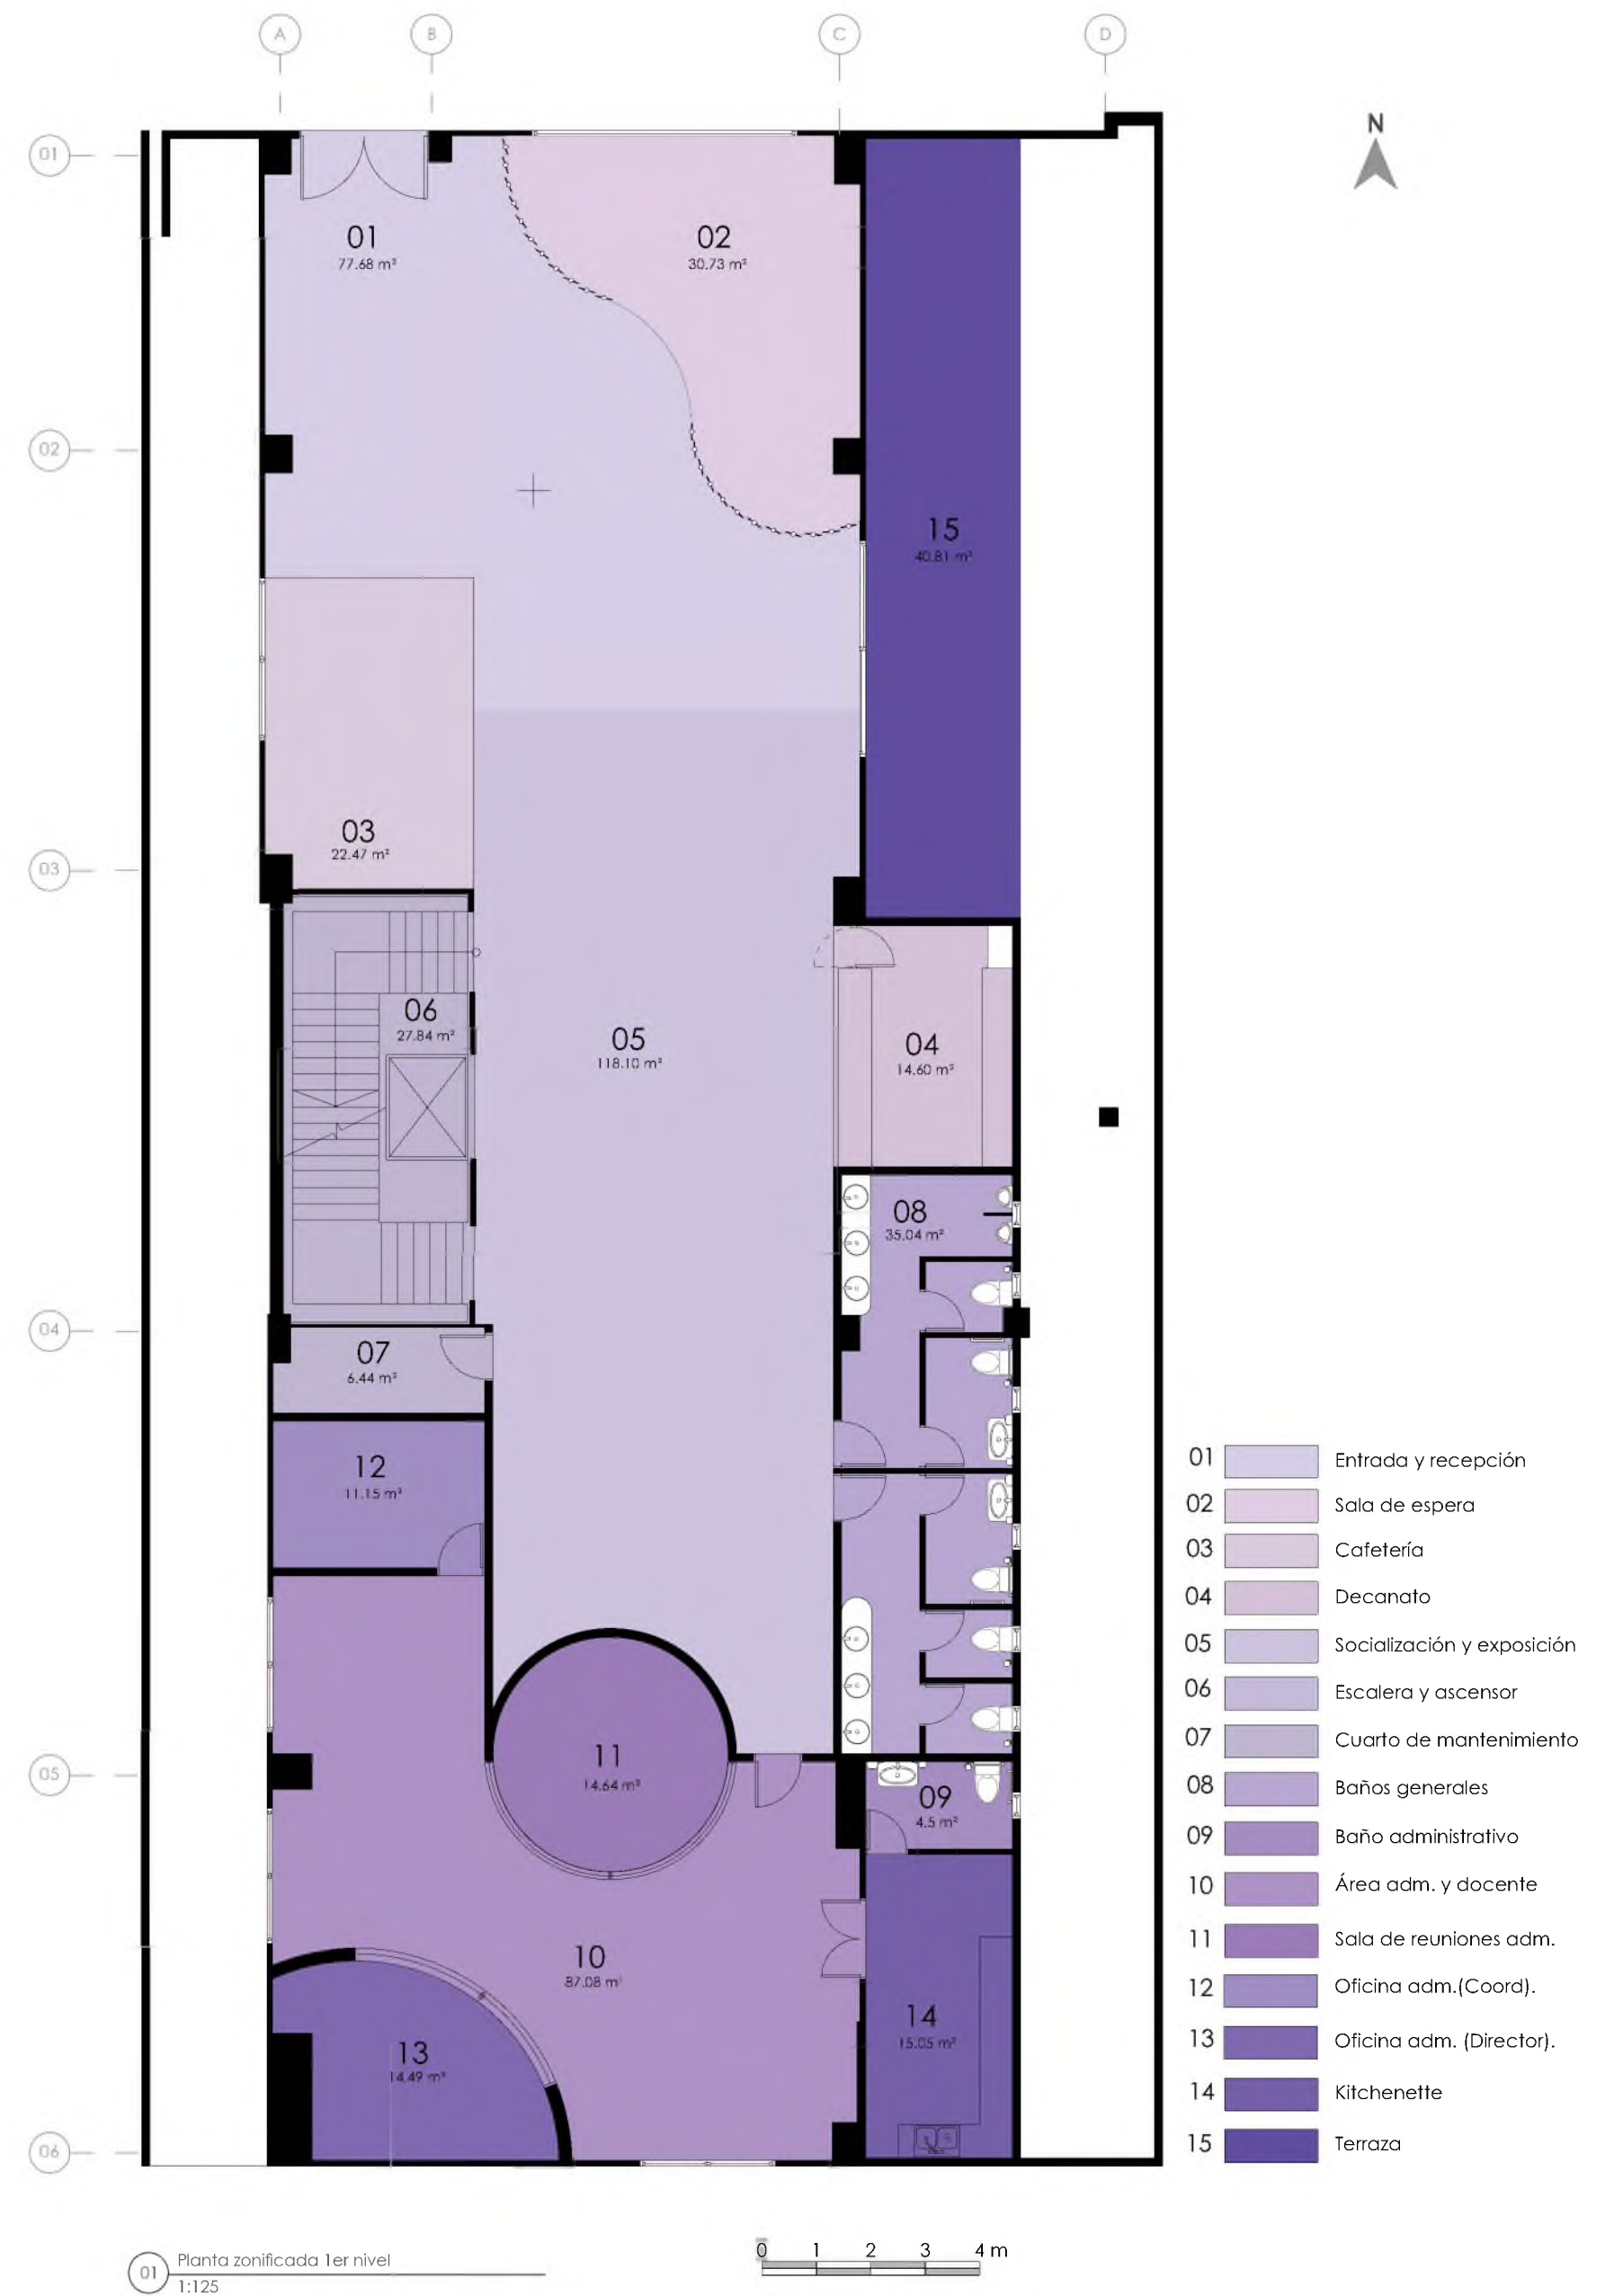 A B C D
N
01
02
03
04
05
06
01
77.68 m²
02
30.73 m²
15
40.81 m²
03
22.47 m²
06
27.84 m²
05
118.10 m²
04
14.60 m²
08
35.04 m²
07
6.44 m²
12
11.15 m²
11
14.64 m²
09
4.5 m²
10
87.08 m²
14
15.05 m²
13
14.49 m²
01 Entrada y recepción
02 Sala de espera
03 Cafetería
04 Decanato
05 Socialización y exposición
06 Escalera y ascensor
07 Cuarto de mantenimiento
08 Baños generales
09 Baño administrativo
10 Área adm. y docente
11 Sala de reuniones adm.
12 Oficina adm.(Coord).
13 Oficina adm. (Director).
14 Kitchenette
15 Terraza
01 Planta zonificada 1er nivel
1:125
0 1 2 3 4 m